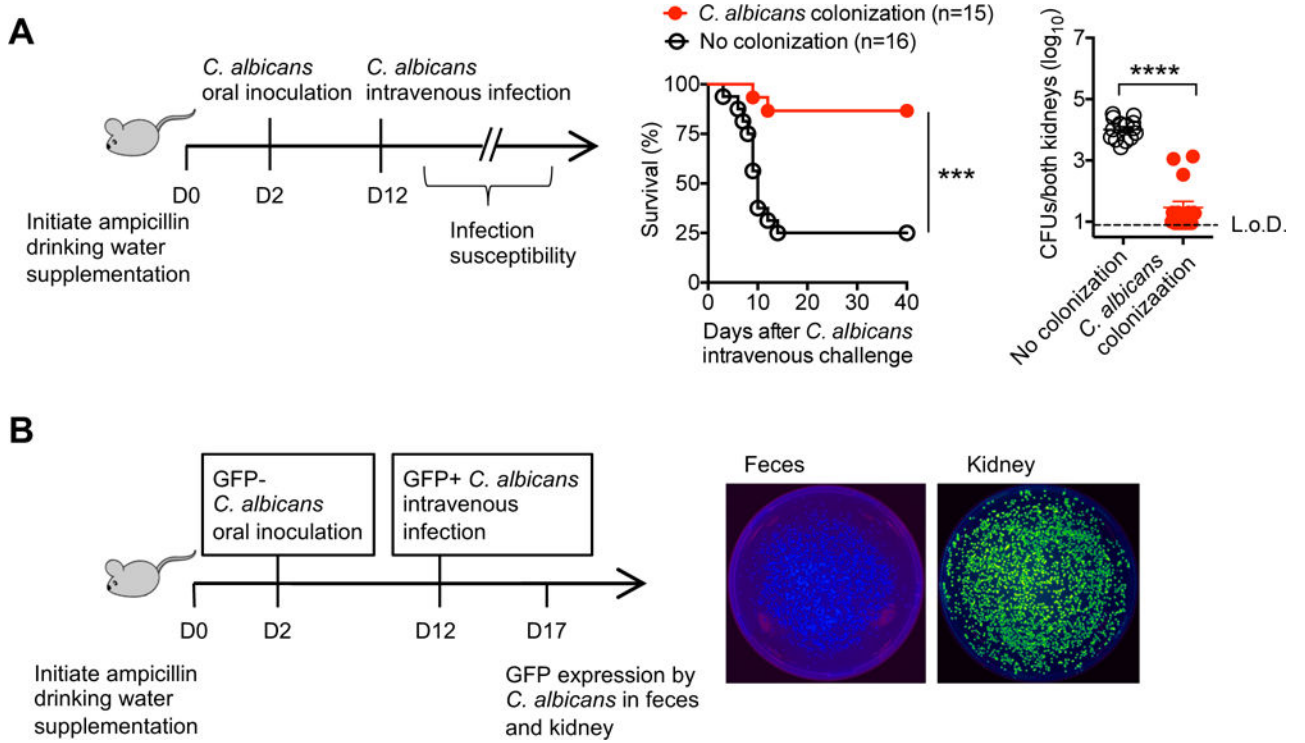 A
C. albicans
oral inoculation
C. albicans
intravenous infection
D0
D2
D12
Initiate ampicillin
drinking water
supplementation
Infection
susceptibility
C. albicans colonization (n=15)
No colonization (n=16)
Survival (%)
100
75
50
25
0
0
10
20
30
40
***
Days after C. albicans
intravenous challenge
CFUs/both kidneys (log10)
7
5
3
1
****
L.o.D.
No colonization
C. albicans
colonizaation
B
GFP-
C. albicans
oral inoculation
GFP+ C. albicans
intravenous
infection
D0
D2
D12
D17
Initiate ampicillin
drinking water
supplementation
GFP expression by
C. albicans in feces
and kidney
Feces
Kidney